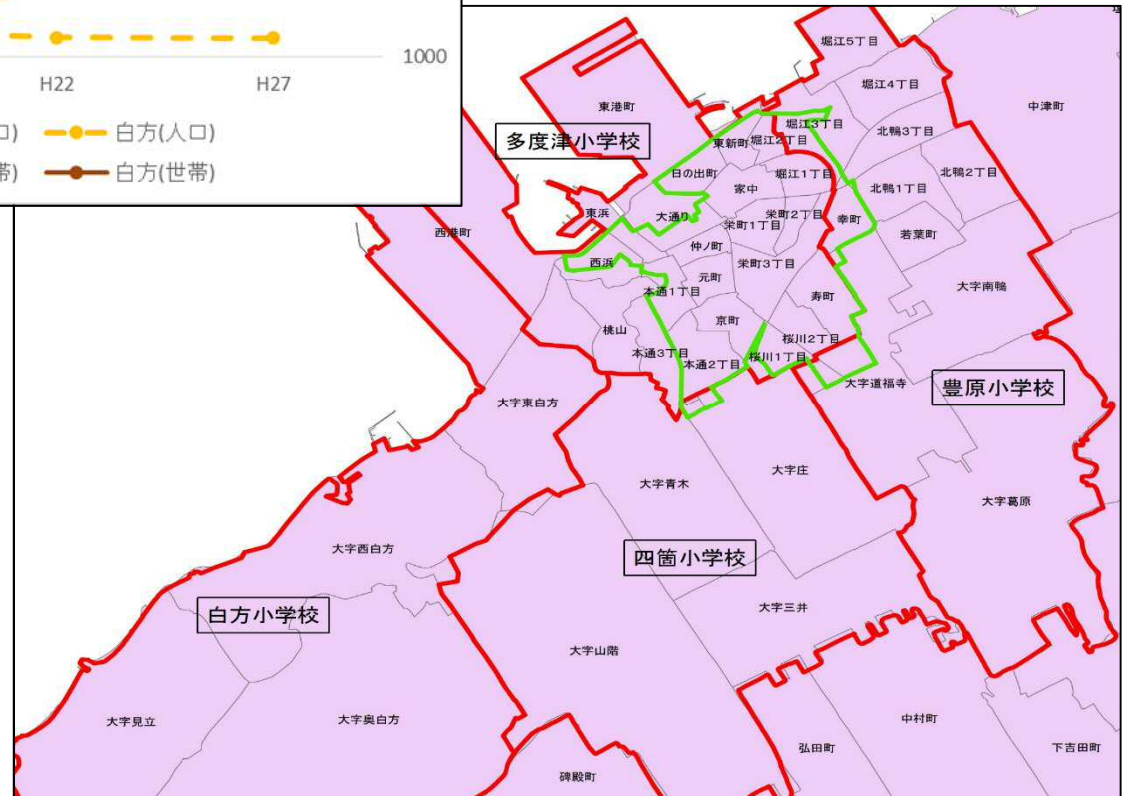 1000
H22 H27
口) 白方(人口)
帯) 白方(世帯)
堀江5丁目
堀江4丁目
東港町
中津町
多度津小学校
堀江3丁目
北鴨3丁目
東新町
堀江2丁目
日の出町
堀江1丁目
北鴨2丁目
家中
北鴨1丁目
東浜
大通り
栄町2丁目
幸町
栄町1丁目
西港町
若葉町
仲ノ町
西浜
栄町3丁目
元町
大字南鴨
本通1丁目
寿町
京町
桃山
桜川2丁目
本通3丁目
桜川1丁目
本通2丁目
大字道福寺
豊原小学校
大字東白方
大字庄
大字青木
大字葛原
大字西白方
四箇小学校
白方小学校
大字三井
大字山階
大字見立
大字奥白方
中村町
弘田町
下吉田町
碑殿町